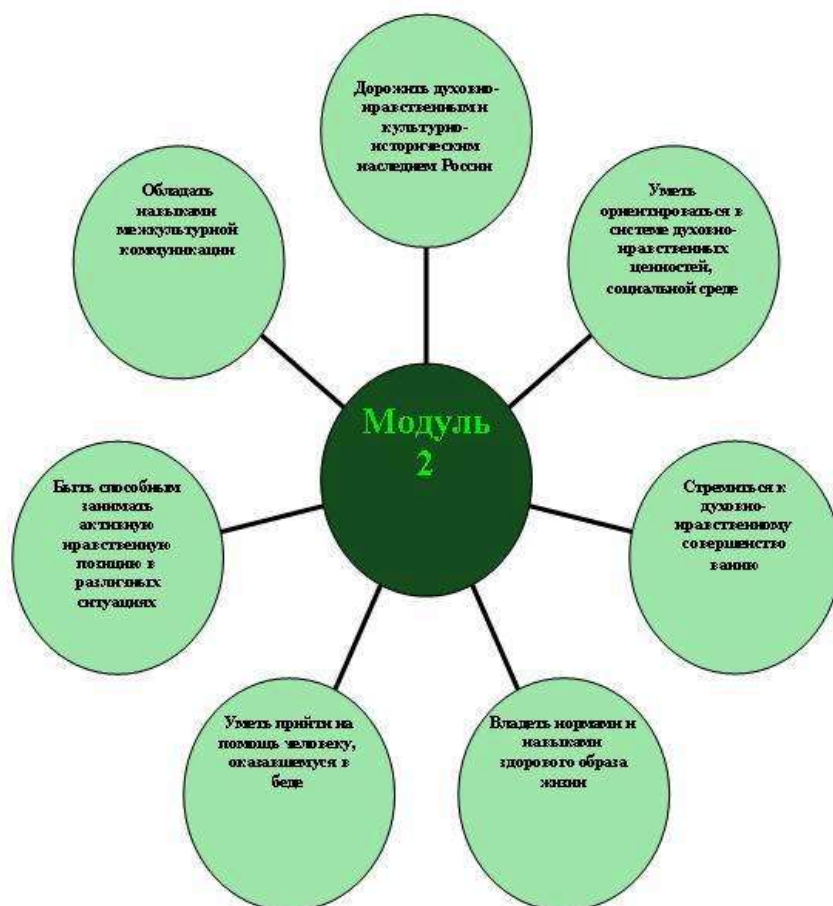 Дорожить духовно-
нравственным и
культурно-
историческим
наследием России
Уметь
ориентироваться в
системе духовно-
нравственных
ценностей,
социальной среде
Стремиться к
духовно-
нравственному
совершенство
ванию
Владеть нормами и
навыками
здорового образа
жизни
Уметь прийти на
помощь человеку,
оказавшемуся в
беде
Быть способным
занимать
активную
нравственную
позицию в
различных
ситуациях
Обладать
навыками
межкультурной
коммуникации
Модуль
2